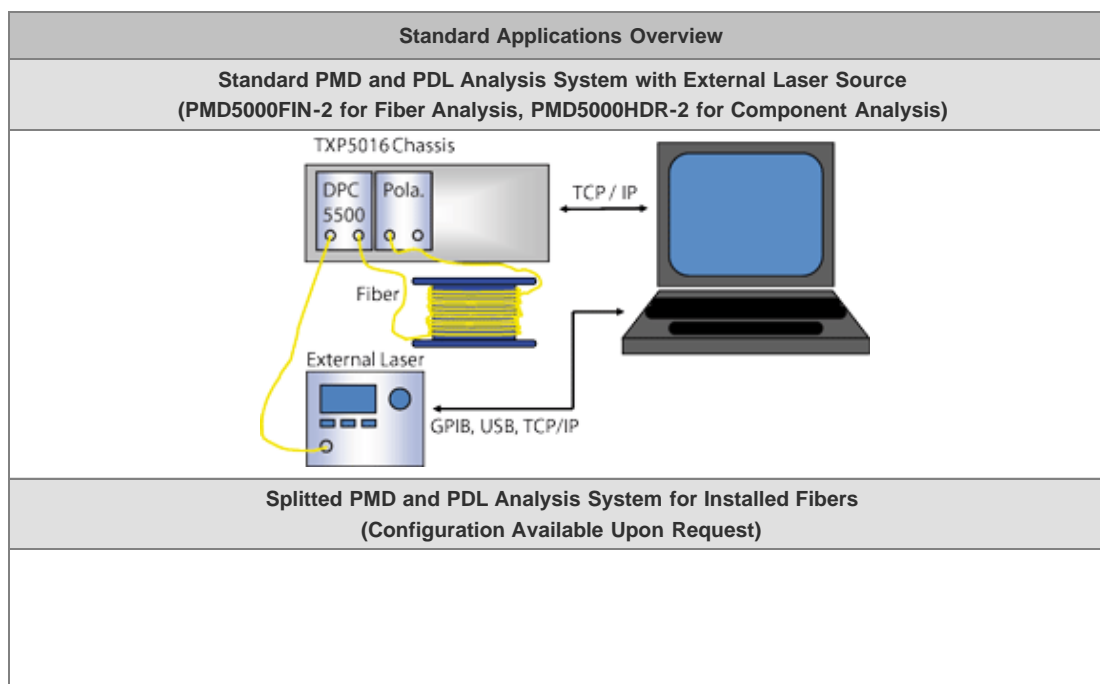 Standard Applications Overview
Standard PMD and PDL Analysis System with External Laser Source
(PMD5000FIN-2 for Fiber Analysis, PMD5000HDR-2 for Component Analysis)
TXP5016 Chassis
DPC
5500
Pola.
TCP / IP
Fiber
External Laser
GPIB, USB, TCP/IP
Splitted PMD and PDL Analysis System for Installed Fibers
(Configuration Available Upon Request)